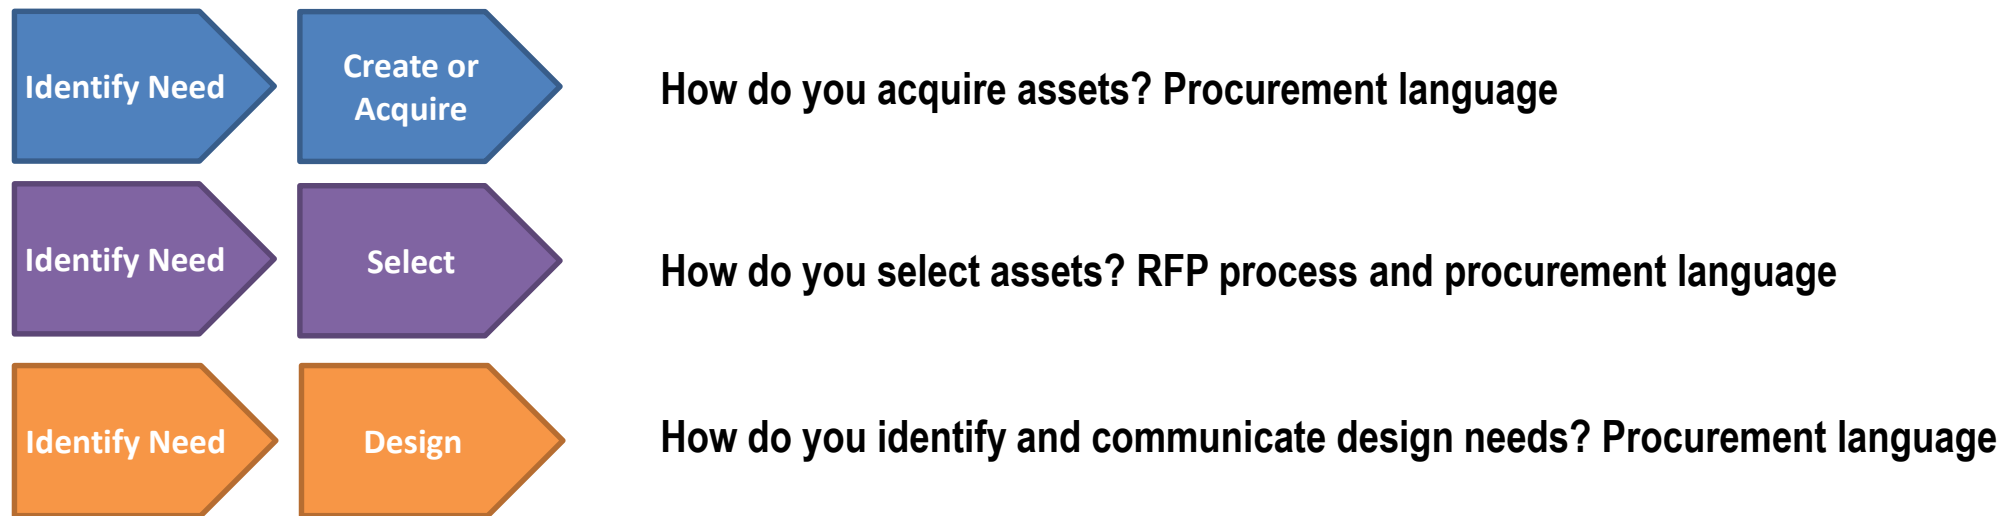 Identify Need
Create or
Acquire
How do you acquire assets? Procurement language
Identify Need
Select
How do you select assets? RFP process and procurement language
Identify Need
Design
How do you identify and communicate design needs? Procurement language